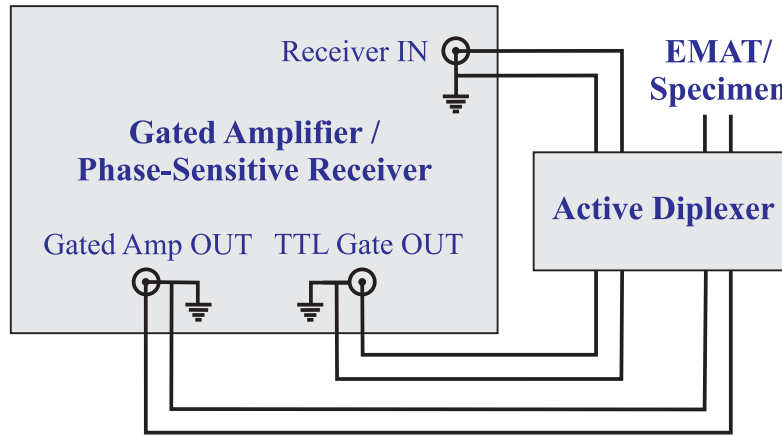 Receiver IN
EMAT/
Specimen
Gated Amplifier /
Phase-Sensitive Receiver
Active Diplexer
Gated Amp OUT
TTL Gate OUT